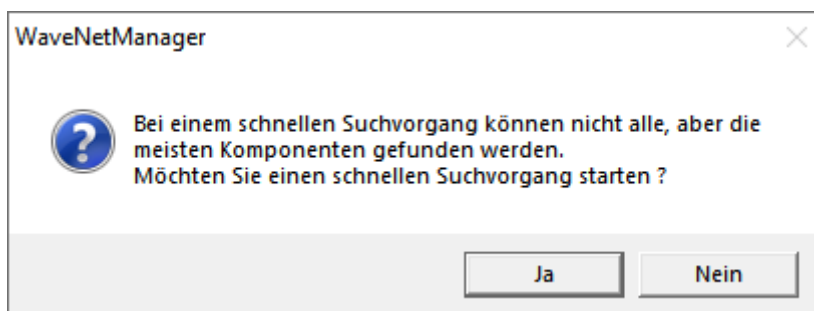 WaveNetManager
Bei einem schnellen Suchvorgang können nicht alle, aber die
meisten Komponenten gefunden werden.
Möchten Sie einen schnellen Suchvorgang starten ?
Ja
Nein